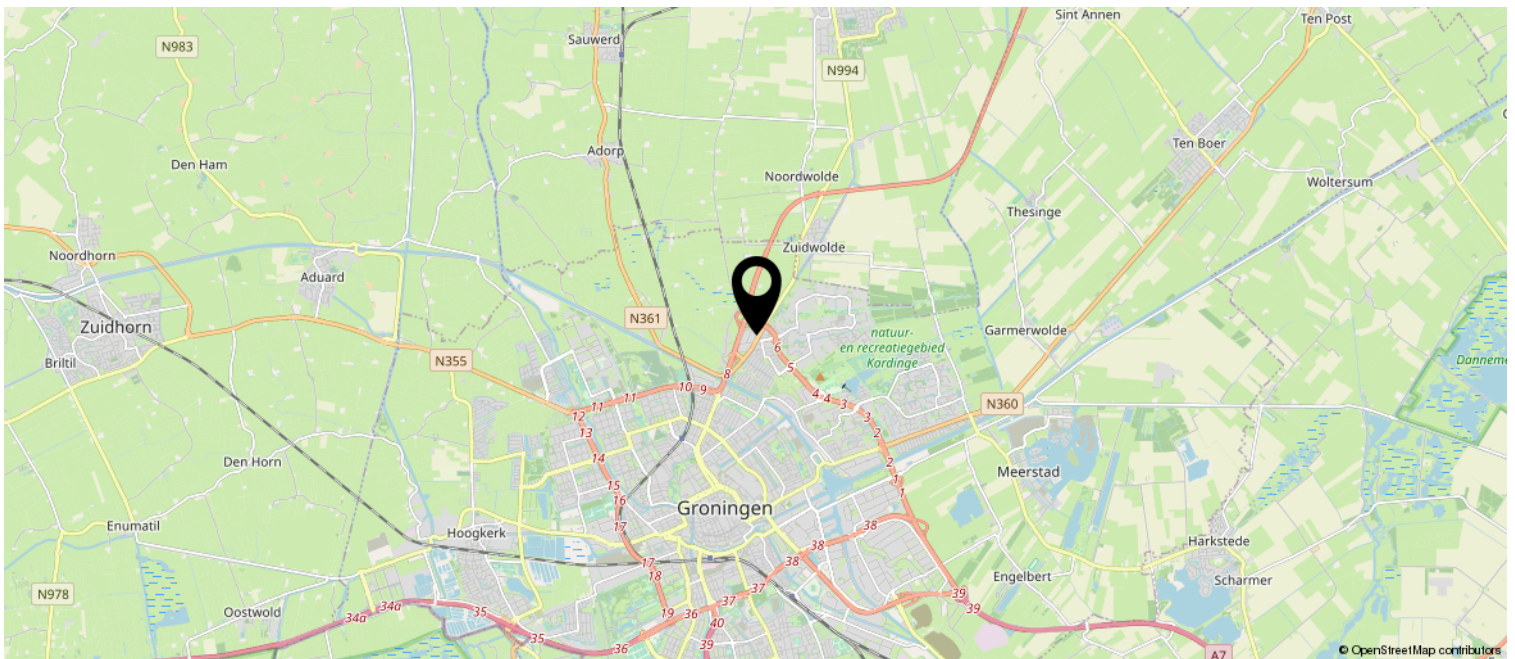 Sint Annen
Ten Post
N983
Sauwerd
N994
Ten Boer
Adorp
Den Ham
Noordwolde
Woltersum
Thesinge
Zuidwolde
Noordhorn
Aduard
N361
Zuidhorn
Garmerwolde
natuur-
en recreatiegebied
Kardinge
6
Briltil
N355
5
8
Dannem
10
9
11
11
4
4
3
12
N360
3
13
2
14
2
Den Horn
Meerstad
1
15
1
16
Groningen
Enumatil
17
38
Hoogkerk
38
Harkstede
38
17
18
Engelbert
Scharmer
37
N978
39
37
34a
39
Oostwold
35
19
36
34a
40
35
39
36
A7
© OpenStreetMap contributors